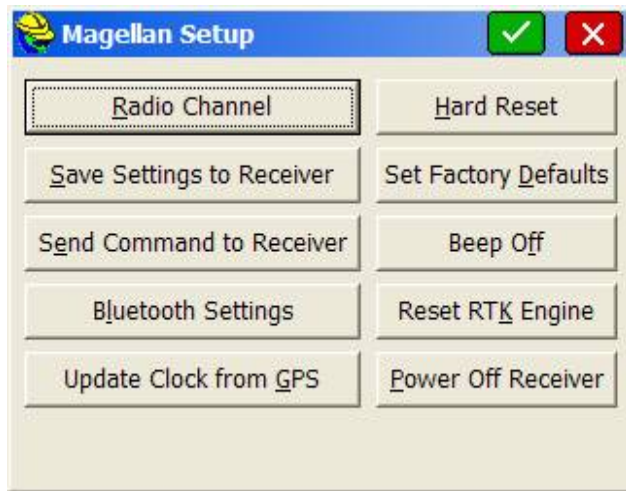 Magellan Setup
Radio Channel
Hard Reset
Save Settings to Receiver
Set Factory Defaults
Send Command to Receiver
Beep Off
Bluetooth Settings
Reset RTK Engine
Update Clock from GPS
Power Off Receiver